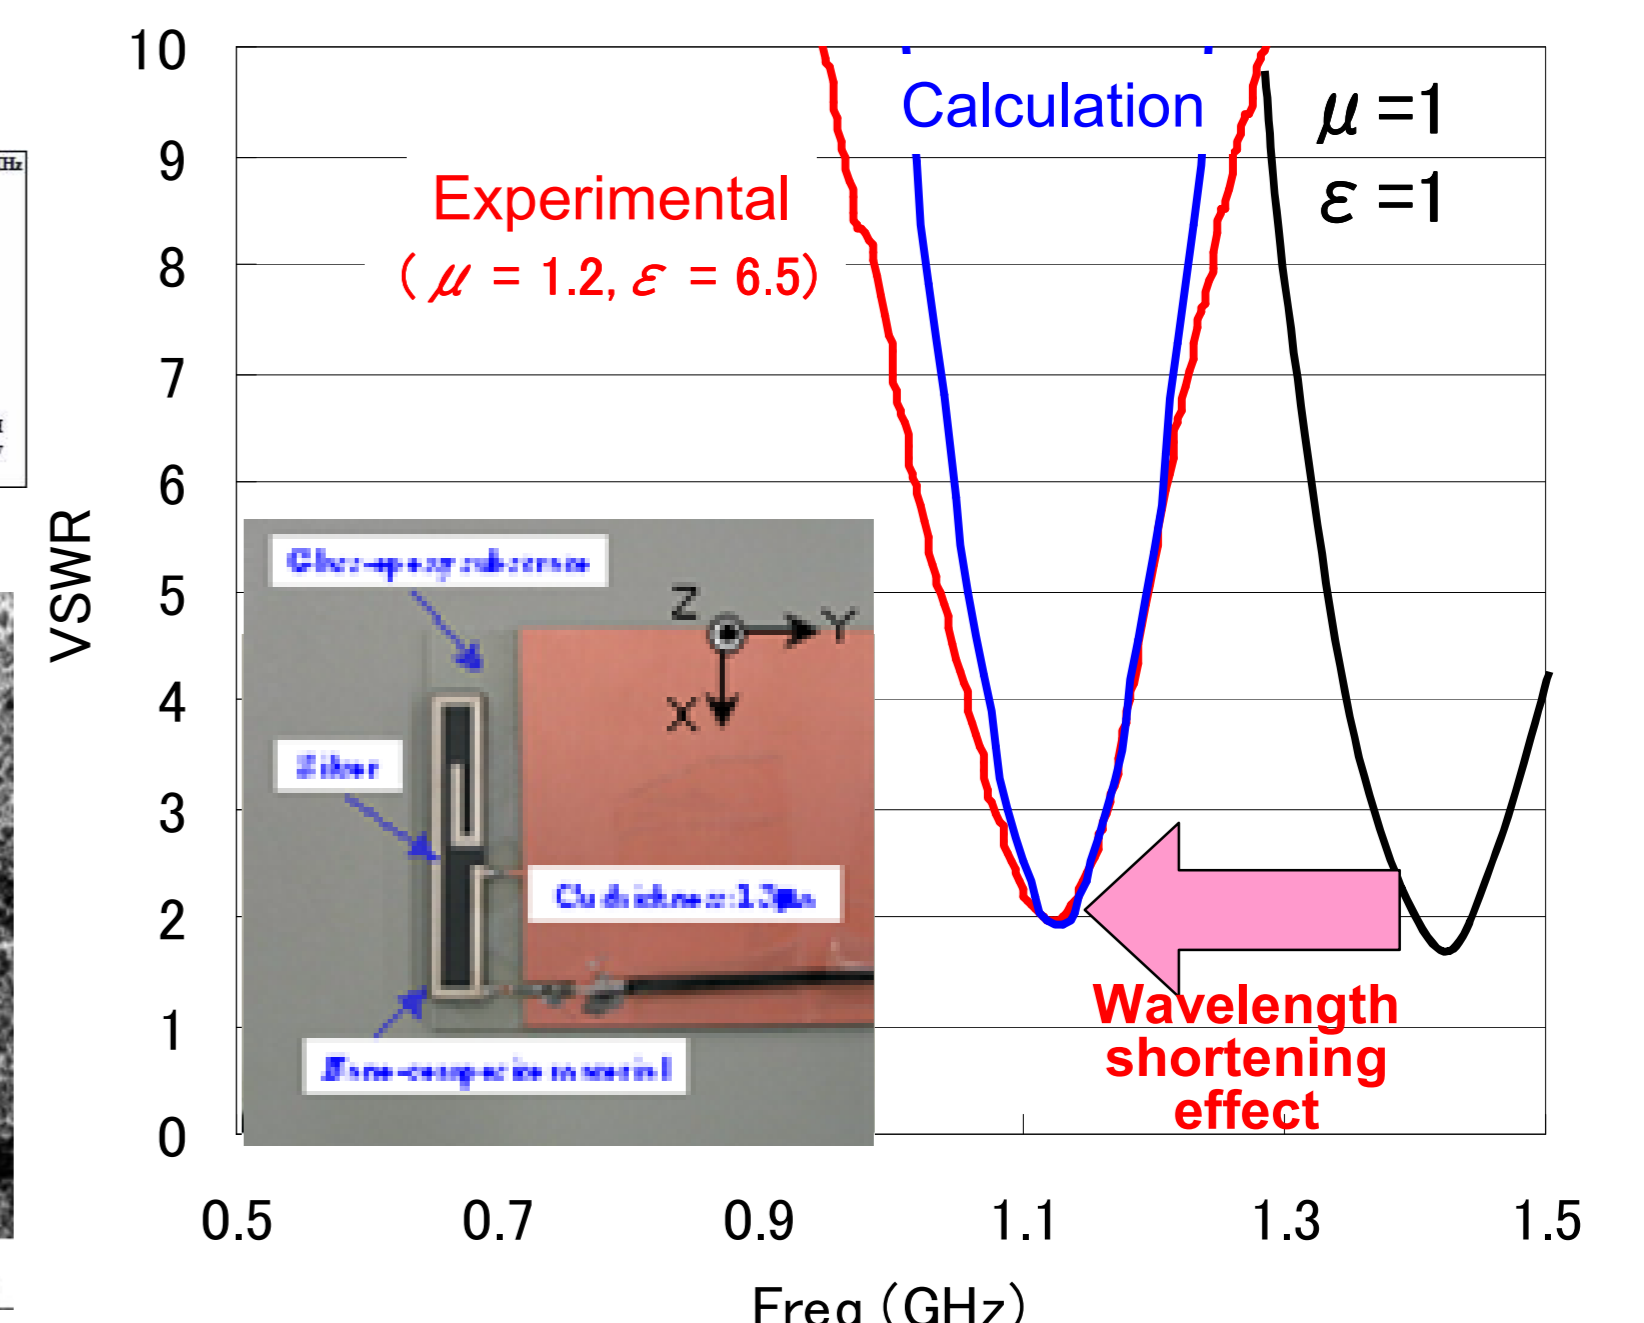 10
9
8
7
6
5
4
3
2
1
0
VSWR
Calculation
Experimental
(μ = 1.2, ε = 6.5)
μ =1
ε =1
Z
Y
X
Silver
Wavelength
shortening
effect
0.5 0.7 0.9 1.1 1.3 1.5
Freq (GHz)